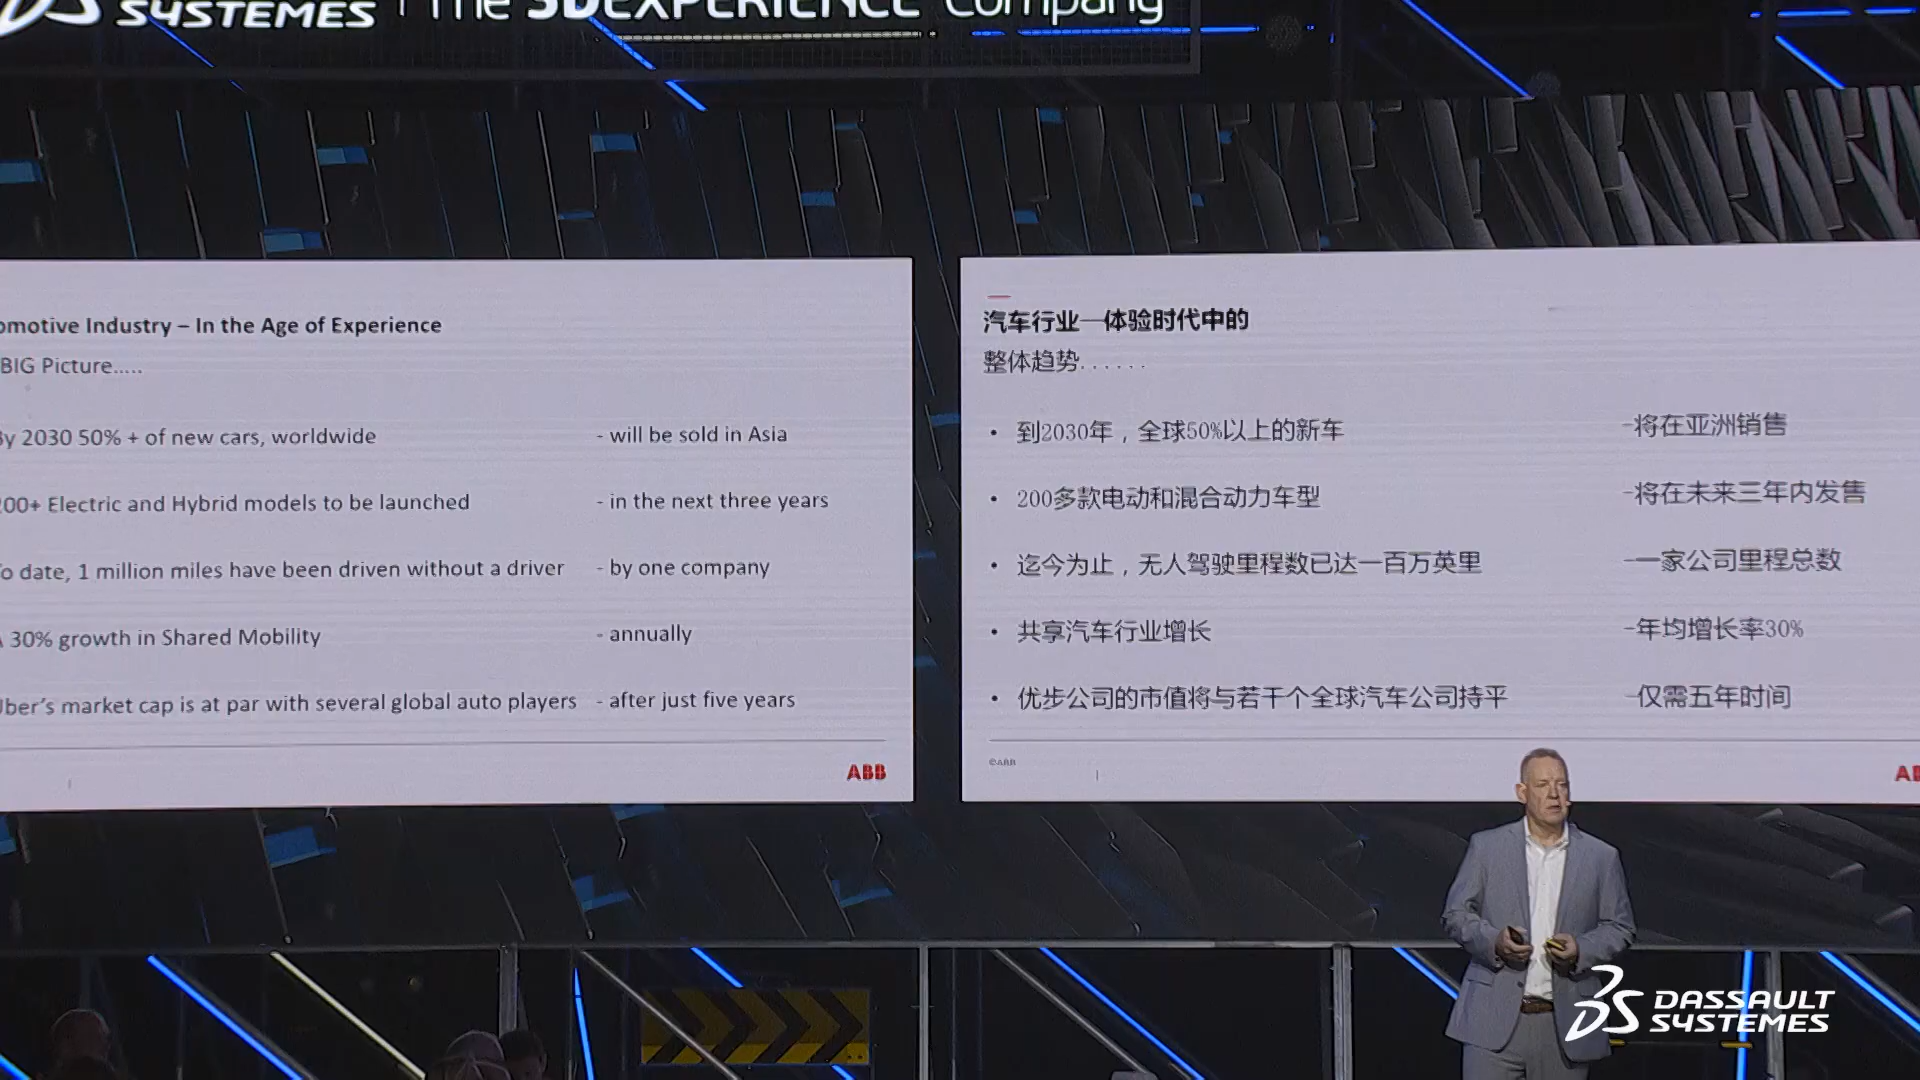 SYSTEMES | The 3DEXPERIENCE Company
omotive Industry – In the Age of Experience
BIG Picture.....
By 2030 50% + of new cars, worldwide - will be sold in Asia
200+ Electric and Hybrid models to be launched - in the next three years
To date, 1 million miles have been driven without a driver - by one company
A 30% growth in Shared Mobility - annually
Uber's market cap is at par with several global auto players - after just five years
ABB
汽车行业—体验时代中的
整体趋势......
• 到2030年，全球50%以上的新车 -将在亚洲销售
• 200多款电动和混合动力车型 -将在未来三年内发售
• 迄今为止，无人驾驶里程数已达一百万英里 -一家公司里程总数
• 共享汽车行业增长 -年均增长率30%
• 优步公司的市值将与若干个全球汽车公司持平 -仅需五年时间
©ABB
AB
DASSAULT
SYSTEMES